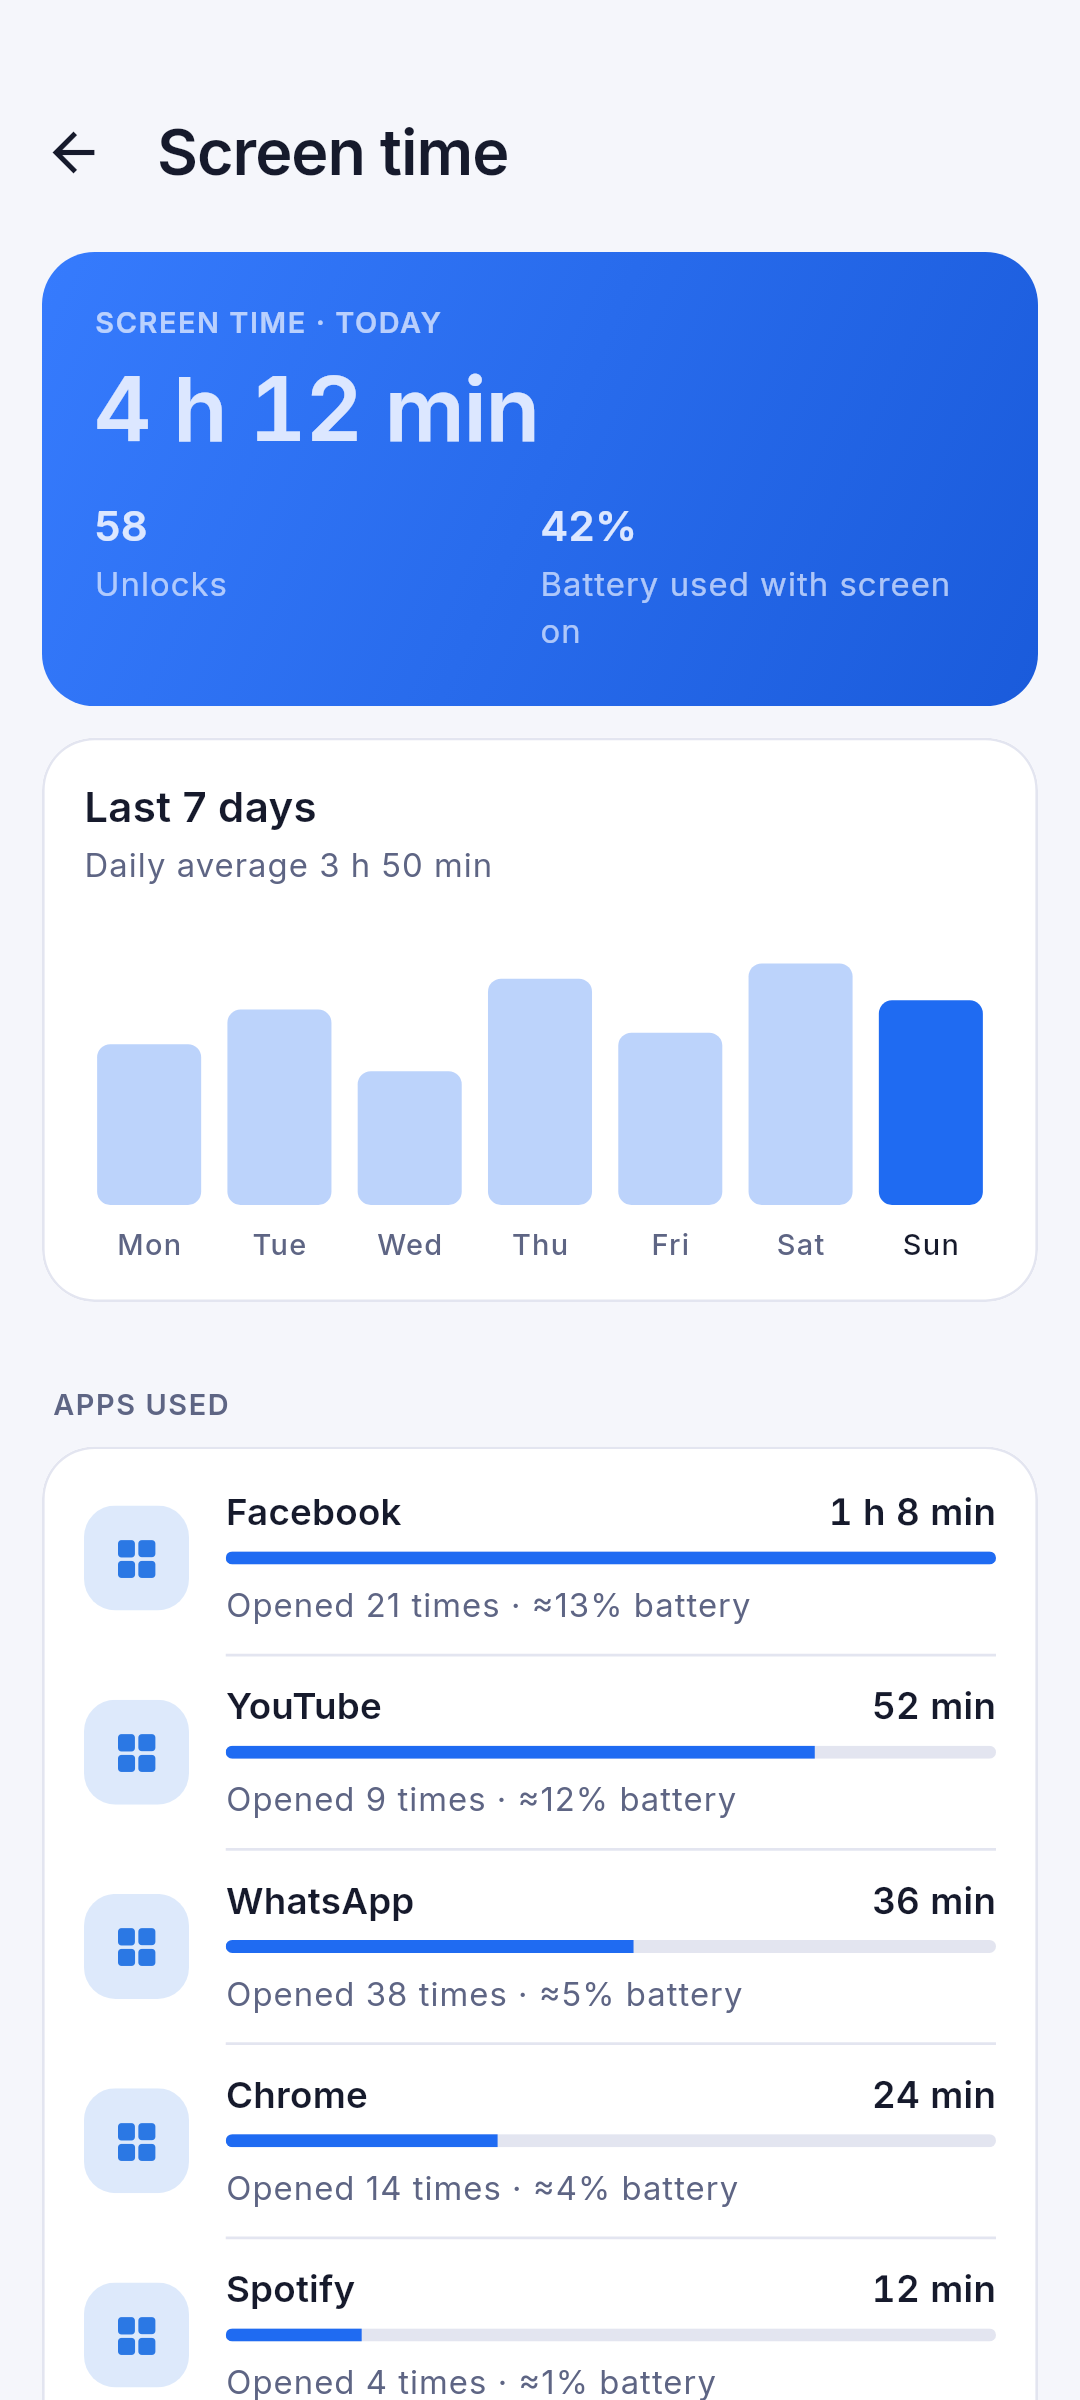 Screen time
SCREEN TIME · TODAY
4 h 12 min
58
Unlocks
42%
Battery used with screen
on
Last 7 days
Daily average 3 h 50 min
Mon Tue Wed Thu Fri Sat Sun
APPS USED
Facebook 1 h 8 min
Opened 21 times · ≈13% battery
YouTube 52 min
Opened 9 times · ≈12% battery
WhatsApp 36 min
Opened 38 times · ≈5% battery
Chrome 24 min
Opened 14 times · ≈4% battery
Spotify 12 min
Opened 4 times · ≈1% battery